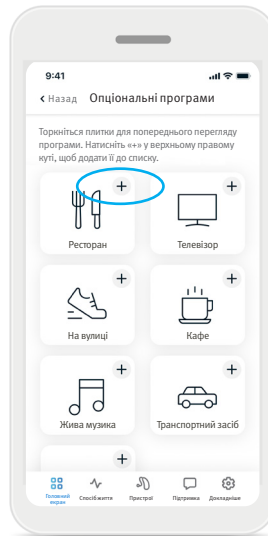 9:41
Назад Опціональні програми
Торкніться плитки для попереднього перегляду
програми. Натисніть «+» у верхньому правому
куті, щоб додати її до списку.
Ресторан
Телевізор
На вулиці
Кафе
Жива музика
Транспортний засіб
Головний
екран
Спосіб життя
Пристрої
Підтримка
Докладніше